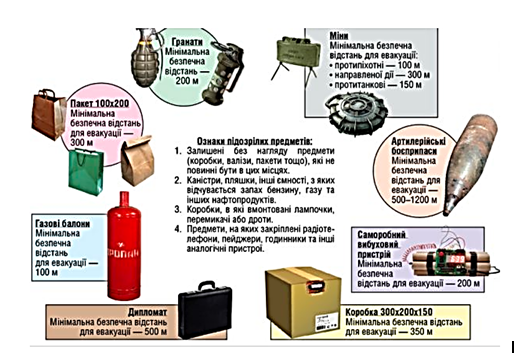 Гранати
Мінімальна
безпечна
відстань —
200 м
Міни
Мінімальна безпечна
відстань для евакуації:
• протипіхотні — 100 м
• направленої дії — 300 м
• протитанкові — 150 м
Пакет 100х200
Мінімальна
безпечна відстань
для евакуації —
300 м
Ознаки підозрілих предметів:
1. Залишені без нагляду предмети
(коробки, валізи, пакети тощо), які не
повинні бути в цих місцях.
2. Каністри, пляшки, інші ємності, з яких
відчувається запах бензину, газу та
інших нафтопродуктів.
3. Коробки, в які вмонтовані лампочки,
перемикачі або дроти.
4. Предмети, на яких закріплені радіоте-
лефони, пейджери, годинники та інші
аналогічні пристрої.
Артилерійські
боєприпаси
Мінімальна
безпечна
відстань
для евакуації —
500–1200 м
Газові балони
Мінімальна
безпечна
відстань
для евакуації —
100 м
ПРОПАН
Саморобний
вибуховий
пристрій
Мінімальна
безпечна
відстань
для евакуації — 200 м
Дипломат
Мінімальна безпечна відстань
для евакуації — 500 м
Коробка 300х200х150
Мінімальна безпечна відстань
для евакуації — 350 м